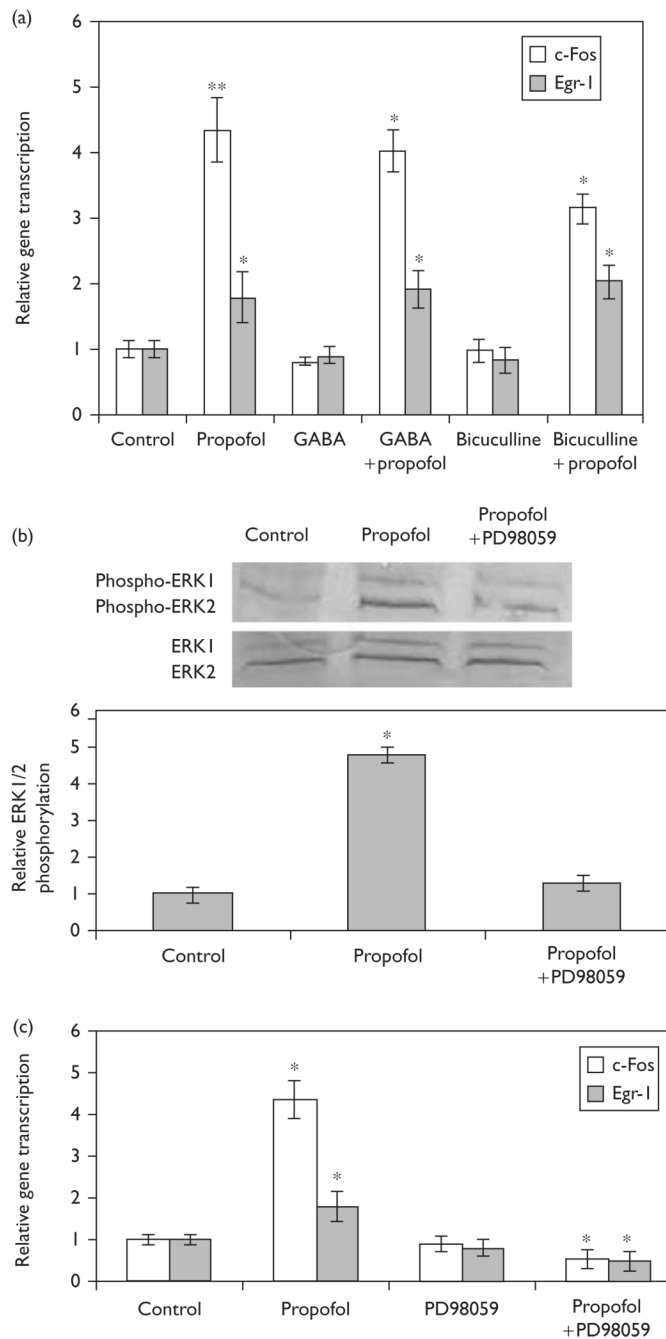 (a)
6
5
4
3
2
1
0
Relative gene transcription
c-Fos
Egr-1
**
*
*
*
*
*
Control
Propofol
GABA
GABA
+propofol
Bicuculline
Bicuculline
+ propofol
(b)
Control
Propofol
Propofol
+PD98059
Phospho-ERK1
Phospho-ERK2
ERK1
ERK2
6
5
4
3
2
1
0
Relative ERK1/2
phosphorylation
*
Control
Propofol
Propofol
+PD98059
(c)
6
5
4
3
2
1
0
Relative gene transcription
c-Fos
Egr-1
*
*
*
*
Control
Propofol
PD98059
Propofol
+PD98059